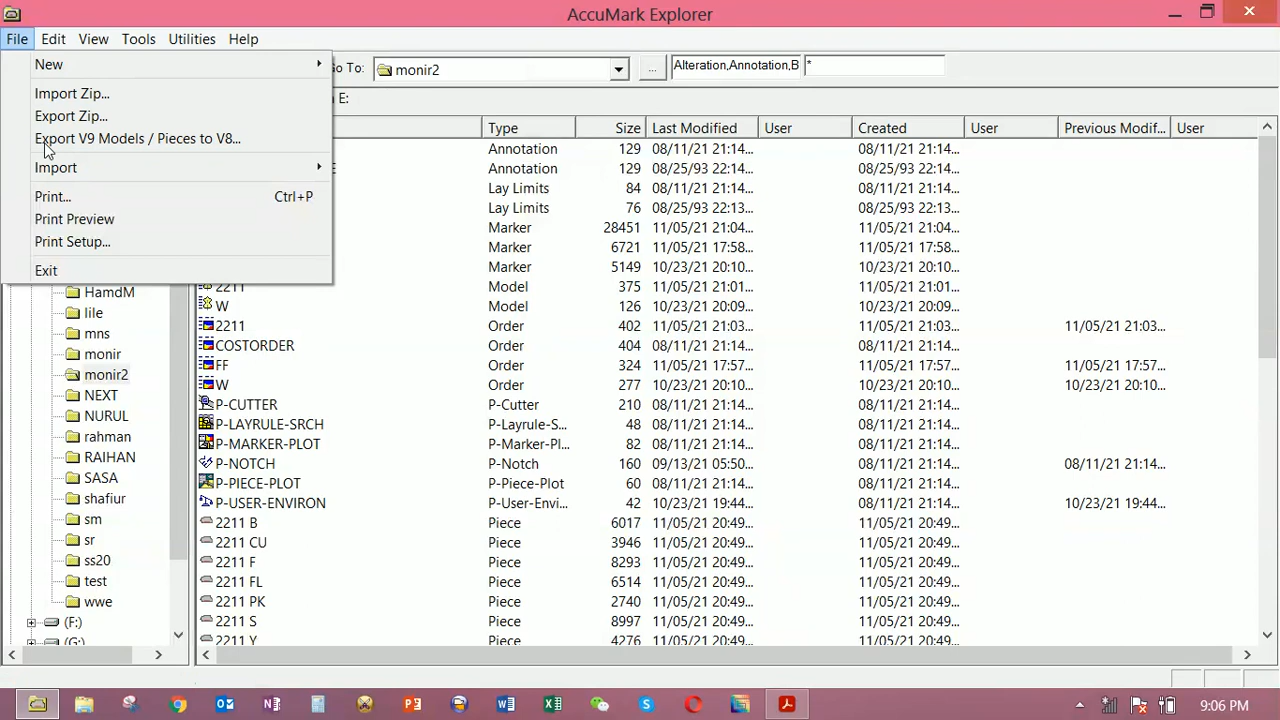 AccuMark Explorer
File Edit View Tools Utilities Help
Go To: monir2 ... Alteration,Annotation,B *
E:
New
Import Zip...
Export Zip...
Export V9 Models / Pieces to V8...
Import
Print... Ctrl+P
Print Preview
Print Setup...
Exit
Type Size Last Modified User Created User Previous Modif... User
Annotation 129 08/11/21 21:14... 08/11/21 21:14...
Annotation 129 08/25/93 22:14... 08/25/93 22:14...
Lay Limits 84 08/11/21 21:14... 08/11/21 21:14...
Lay Limits 76 08/25/93 22:13... 08/25/93 22:13...
Marker 28451 11/05/21 21:04... 11/05/21 21:04...
Marker 6721 11/05/21 17:58... 11/05/21 17:58...
Marker 5149 10/23/21 20:10... 10/23/21 20:10...
2211 Model 375 11/05/21 21:01... 11/05/21 21:01...
W Model 126 10/23/21 20:09... 10/23/21 20:09...
2211 Order 402 11/05/21 21:03... 11/05/21 21:03... 11/05/21 21:03...
COSTORDER Order 404 08/11/21 21:14... 08/11/21 21:14...
FF Order 324 11/05/21 17:57... 11/05/21 17:57... 11/05/21 17:57...
W Order 277 10/23/21 20:10... 10/23/21 20:10... 10/23/21 20:10...
P-CUTTER P-Cutter 210 08/11/21 21:14... 08/11/21 21:14...
P-LAYRULE-SRCH P-Layrule-S... 48 08/11/21 21:14... 08/11/21 21:14...
P-MARKER-PLOT P-Marker-Pl... 82 08/11/21 21:14... 08/11/21 21:14...
P-NOTCH P-Notch 160 09/13/21 05:50... 08/11/21 21:14... 08/11/21 21:14...
P-PIECE-PLOT P-Piece-Plot 60 08/11/21 21:14... 08/11/21 21:14...
P-USER-ENVIRON P-User-Envi... 42 10/23/21 19:44... 08/11/21 21:14... 10/23/21 19:44...
2211 B Piece 6017 11/05/21 20:49... 11/05/21 20:49...
2211 CU Piece 3946 11/05/21 20:49... 11/05/21 20:49...
2211 F Piece 8293 11/05/21 20:49... 11/05/21 20:49...
2211 FL Piece 6514 11/05/21 20:49... 11/05/21 20:49...
2211 PK Piece 2740 11/05/21 20:49... 11/05/21 20:49...
2211 S Piece 8997 11/05/21 20:49... 11/05/21 20:49...
2211 Y Piece 4276 11/05/21 20:49... 11/05/21 20:49...
HamdM
lile
mns
monir
monir2
NEXT
NURUL
rahman
RAIHAN
SASA
shafiur
sm
sr
ss20
test
wwe
(F:)
(G:)
9:06 PM